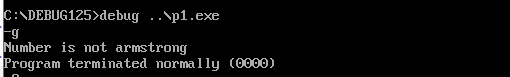 C:\DEBUG125>debug ..\p1.exe
-g
Number is not armstrong
Program terminated normally (0000)